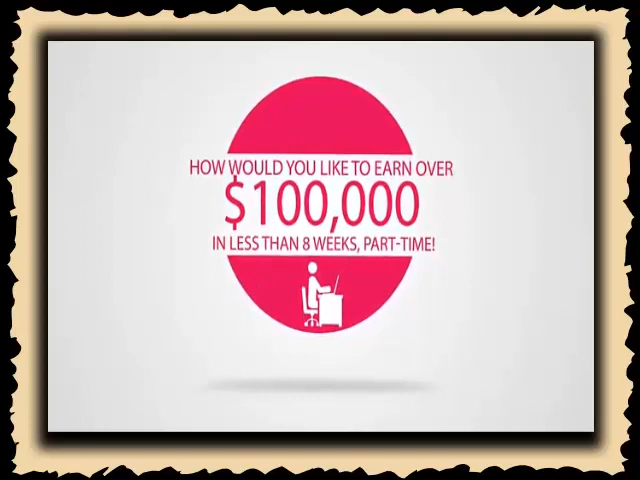 HOW WOULD YOU LIKE TO EARN OVER
$100,000
IN LESS THAN 8 WEEKS, PART-TIME!